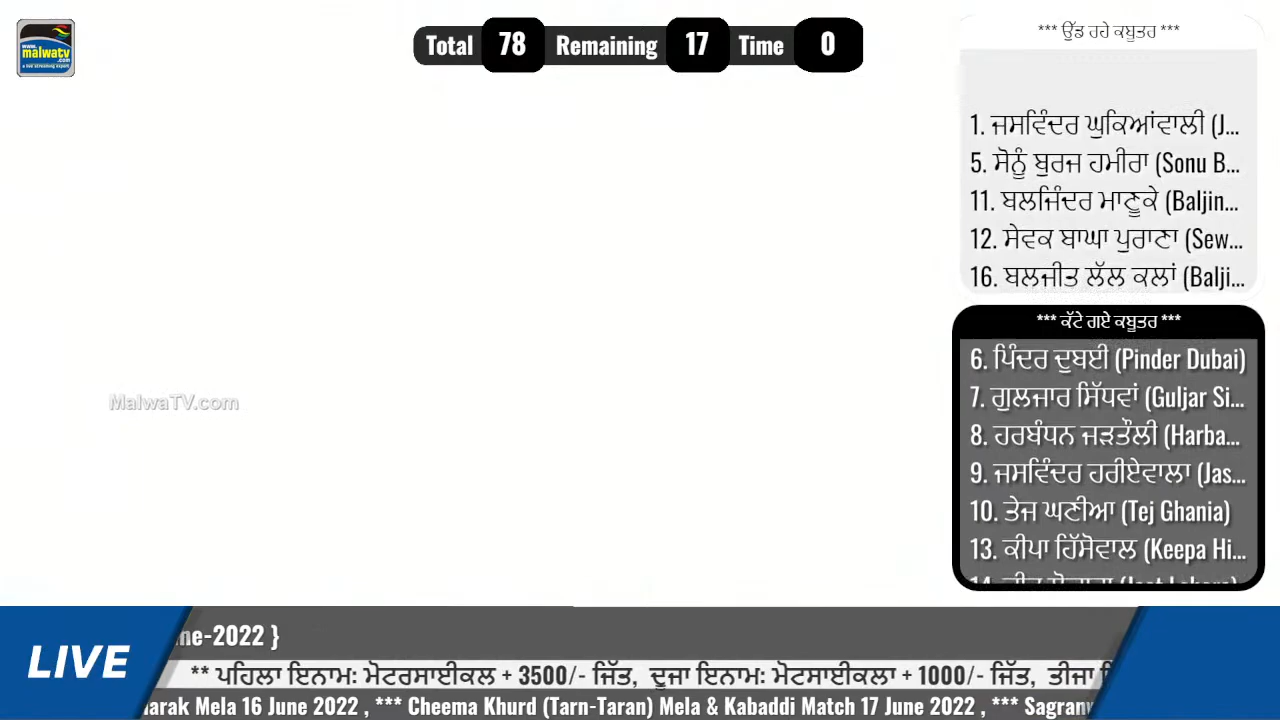 www.
malwatv
.com
a live streaming expert
Total 78 Remaining 17 Time 0
*** ਉੱਡ ਰਹੇ ਕਬੂਤਰ ***
1. ਜਸਵਿੰਦਰ ਘੁਕਿਆਂਵਾਲੀ (J...
5. ਸੋਨੂੰ ਬੁਰਜ ਹਮੀਰਾ (Sonu B...
11. ਬਲਜਿੰਦਰ ਮਾਣੂਕੇ (Baljin...
12. ਸੇਵਕ ਬਾਘਾ ਪੁਰਾਣਾ (Sew...
16. ਬਲਜੀਤ ਲੱਲ ਕਲਾਂ (Balji...
*** ਕੱਟੇ ਗਏ ਕਬੂਤਰ ***
6. ਪਿੰਦਰ ਦੁਬਈ (Pinder Dubai)
7. ਗੁਲਜਾਰ ਸਿੱਧਵਾਂ (Guljar Si...
8. ਹਰਬੰਧਨ ਜੜਤੌਲੀ (Harba...
9. ਜਸਵਿੰਦਰ ਹਰੀਏਵਾਲਾ (Jas...
10. ਤੇਜ ਘਣੀਆ (Tej Ghania)
13. ਕੀਪਾ ਹਿੱਸੋਵਾਲ (Keepa Hi...
MalwaTV.com
LIVE
ne-2022 }
** ਪਹਿਲਾ ਇਨਾਮ: ਮੋਟਰਸਾਈਕਲ + 3500/- ਜਿੱਤ, ਦੂਜਾ ਇਨਾਮ: ਮੋਟਸਾਈਕਲਾ + 1000/- ਜਿੱਤ, ਤੀਜਾ
arak Mela 16 June 2022 , *** Cheema Khurd (Tarn-Taran) Mela & Kabaddi Match 17 June 2022 , *** Sagran